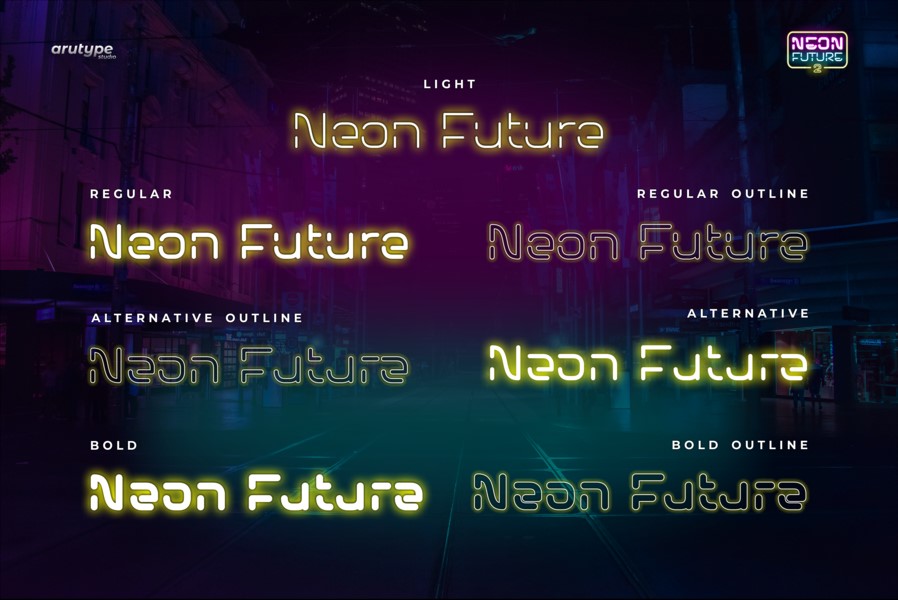 arutype
studio
NEON
FUTURE
2
LIGHT
Neon Future
REGULAR
Neon Future
REGULAR OUTLINE
Neon Future
ALTERNATIVE OUTLINE
Neon Future
ALTERNATIVE
Neon Future
BOLD
Neon Future
BOLD OUTLINE
Neon Future